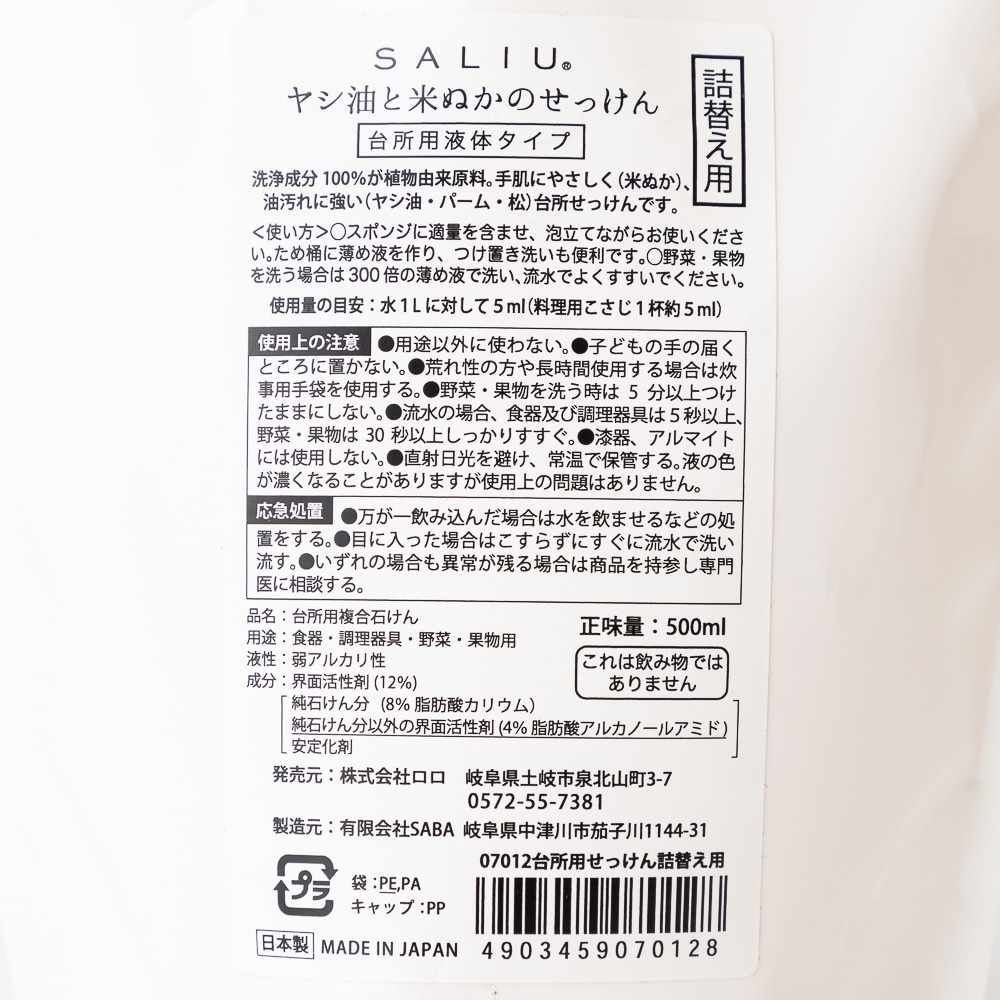 SALIU®
ヤシ油と米ぬかのせっけん
台所用液体タイプ
詰替え用
洗浄成分100%が植物由来原料。手肌にやさしく(米ぬか)、
油汚れに強い(ヤシ油・パーム・松)台所せっけんです。
<使い方>○スポンジに適量を含ませ、泡立てながらお使いくださ
い。ため桶に薄め液を作り、つけ置き洗いも便利です。○野菜・果物
を洗う場合は300倍の薄め液で洗い、流水でよくすすいでください。
使用量の目安:水1Lに対して5ml(料理用こさじ1杯約5ml)
使用上の注意 ●用途以外に使わない。●子どもの手の届く
ところに置かない。●荒れ性の方や長時間使用する場合は炊
事用手袋を使用する。●野菜・果物を洗う時は5分以上つけ
たままにしない。●流水の場合、食器及び調理器具は5秒以上、
野菜・果物は30秒以上しっかりすすぐ。●漆器、アルマイト
には使用しない。●直射日光を避け、常温で保管する。液の色
が濃くなることがありますが使用上の問題はありません。
応急処置 ●万が一飲み込んだ場合は水を飲ませるなどの処
置をする。●目に入った場合はこすらずにすぐに流水で洗い
流す。●いずれの場合も異常が残る場合は商品を持参し専門
医に相談する。
品名:台所用複合石けん
用途:食器・調理器具・野菜・果物用
液性:弱アルカリ性
成分:界面活性剤(12%)
純石けん分 (8% 脂肪酸カリウム)
純石けん分以外の界面活性剤(4% 脂肪酸アルカノールアミド)
安定化剤
正味量:500ml
これは飲み物では
ありません
発売元:株式会社ロロ 岐阜県土岐市泉北山町3-7
0572-55-7381
製造元:有限会社SABA 岐阜県中津川市茄子川1144-31
プラ
袋:PE,PA
キャップ:PP
日本製 MADE IN JAPAN
07012台所用せっけん詰替え用
4903459070128